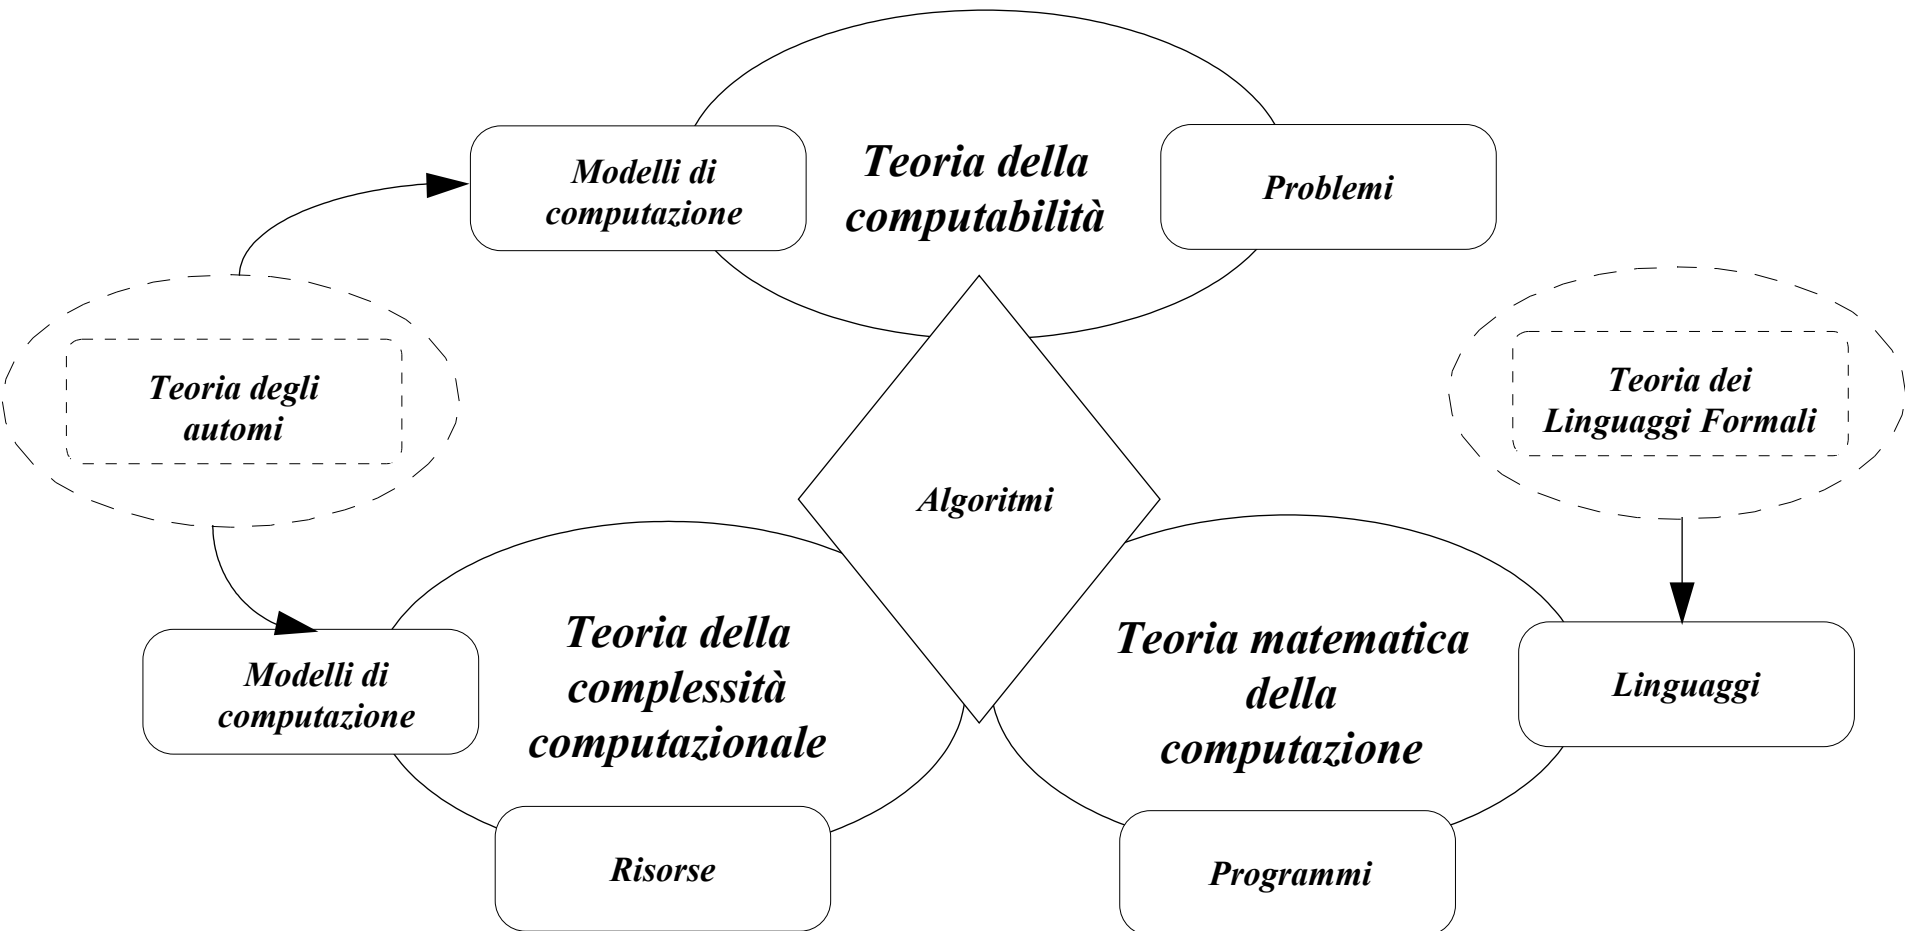 Teoria della
computabilità
Modelli di
computazione
Problemi
Teoria degli
automi
Teoria dei
Linguaggi Formali
Algoritmi
Teoria della
complessità
computazionale
Modelli di
computazione
Risorse
Teoria matematica
della
computazione
Linguaggi
Programmi